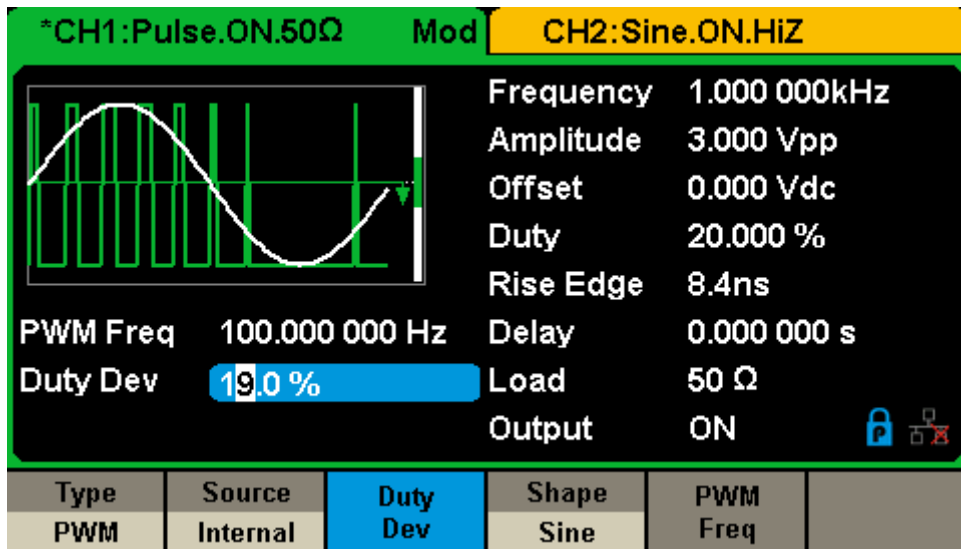 *CH1:Pulse.ON.50Ω Mod
CH2:Sine.ON.HiZ
Frequency 1.000 000kHz
Amplitude 3.000 Vpp
Offset 0.000 Vdc
Duty 20.000 %
Rise Edge 8.4ns
PWM Freq 100.000 000 Hz
Delay 0.000 000 s
Duty Dev 19.0 %
Load 50 Ω
Output ON
P
Type Source Duty Dev Shape PWM Freq
PWM Internal Sine